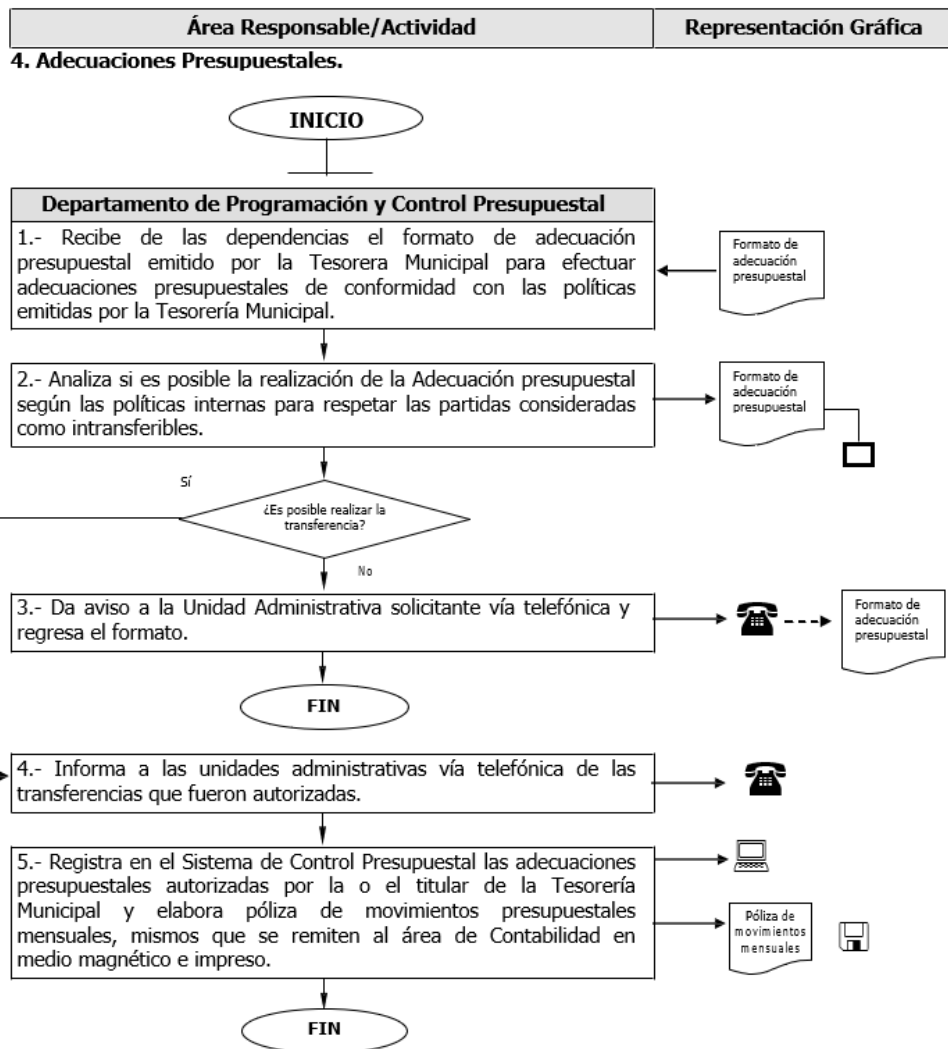 Área Responsable/Actividad
Representación Gráfica
4. Adecuaciones Presupuestales.
INICIO
Departamento de Programación y Control Presupuestal
1.- Recibe de las dependencias el formato de adecuación
presupuestal emitido por la Tesorera Municipal para efectuar
adecuaciones presupuestales de conformidad con las políticas
emitidas por la Tesorería Municipal.
Formato de
adecuación
presupuestal
2.- Analiza si es posible la realización de la Adecuación presupuestal
según las políticas internas para respetar las partidas consideradas
como intransferibles.
Formato de
adecuación
presupuestal
Sí
¿Es posible realizar la
transferencia?
No
3.- Da aviso a la Unidad Administrativa solicitante vía telefónica y
regresa el formato.
Formato de
adecuación
presupuestal
FIN
4.- Informa a las unidades administrativas vía telefónica de las
transferencias que fueron autorizadas.
5.- Registra en el Sistema de Control Presupuestal las adecuaciones
presupuestales autorizadas por la o el titular de la Tesorería
Municipal y elabora póliza de movimientos presupuestales
mensuales, mismos que se remiten al área de Contabilidad en
medio magnético e impreso.
Póliza de
movimientos
mensuales
FIN